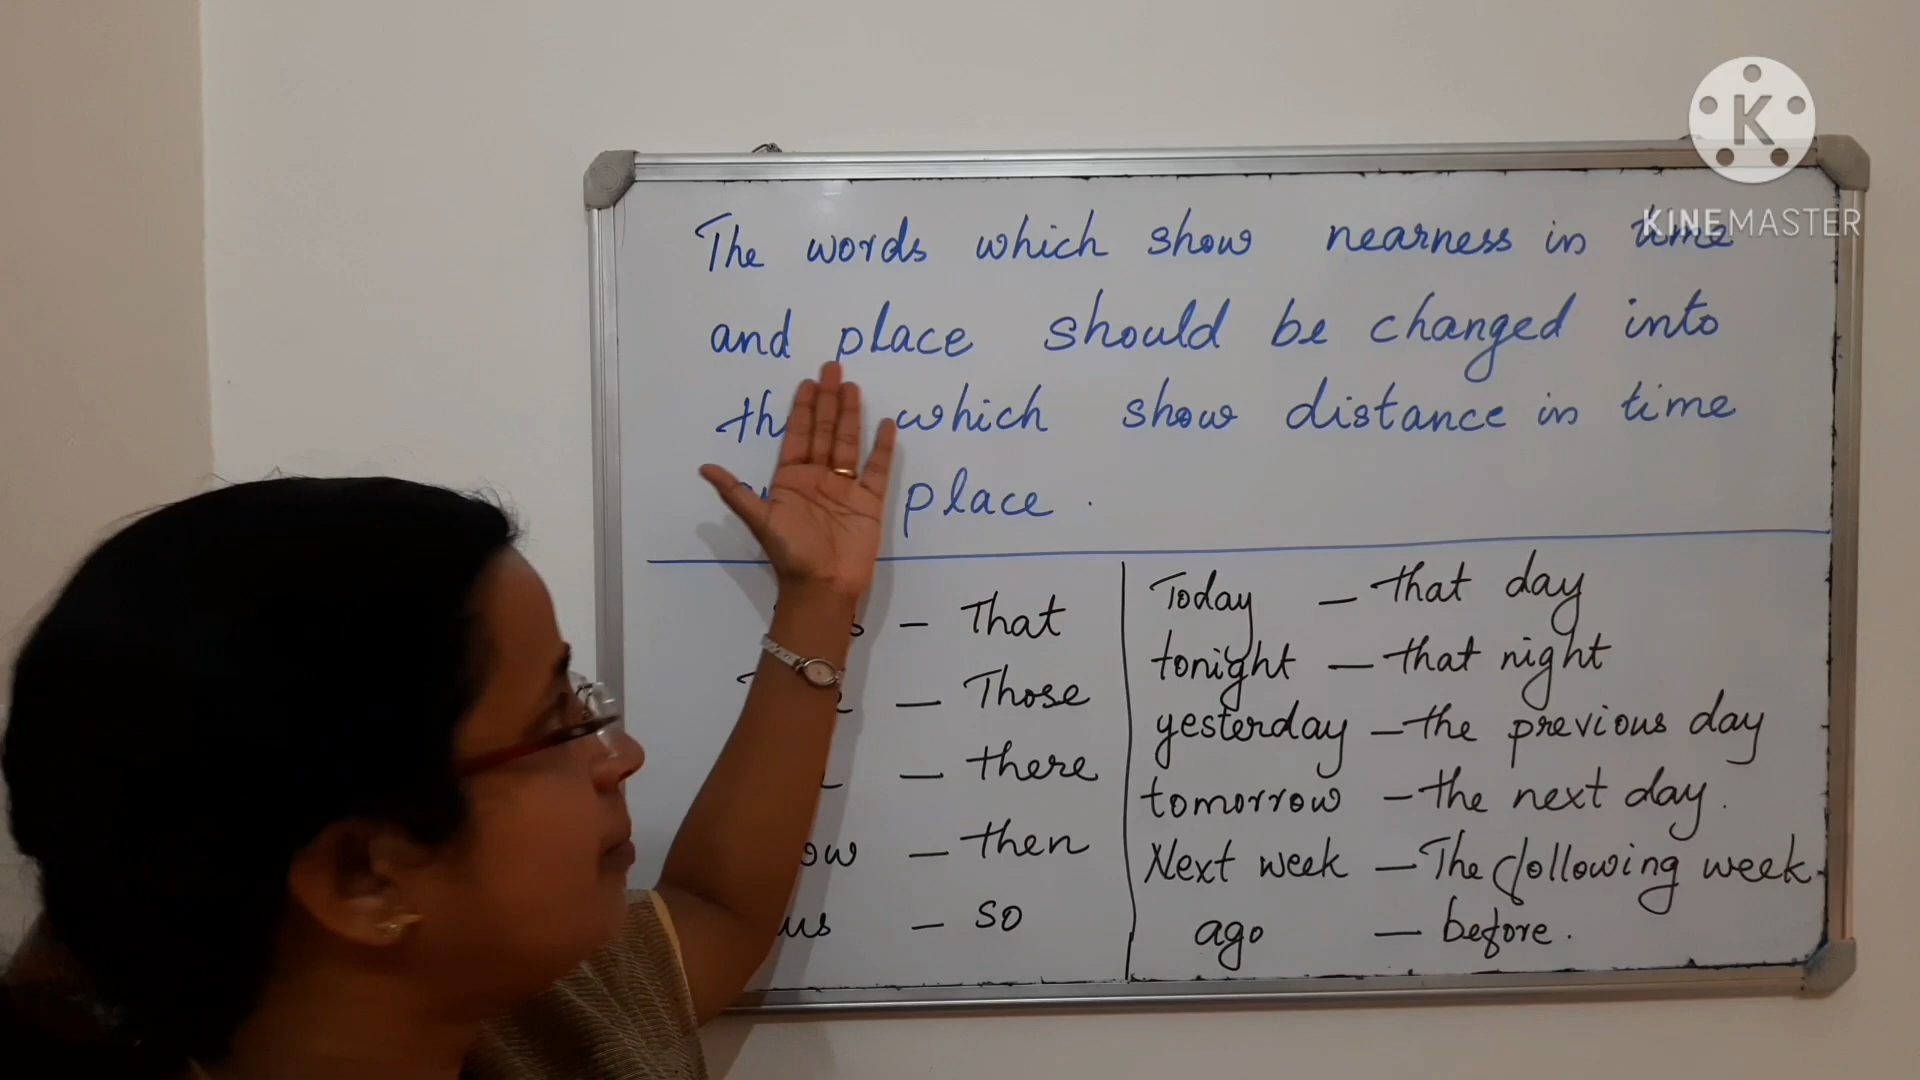 The words which show nearness in time
and place should be changed into
which show distance in time
place.
– That
– Those
– there
– then
– so
Today – that day
tonight – that night
yesterday – the previous day
tomorrow – the next day.
Next week – The following week.
ago – before.
K
KINEMASTER